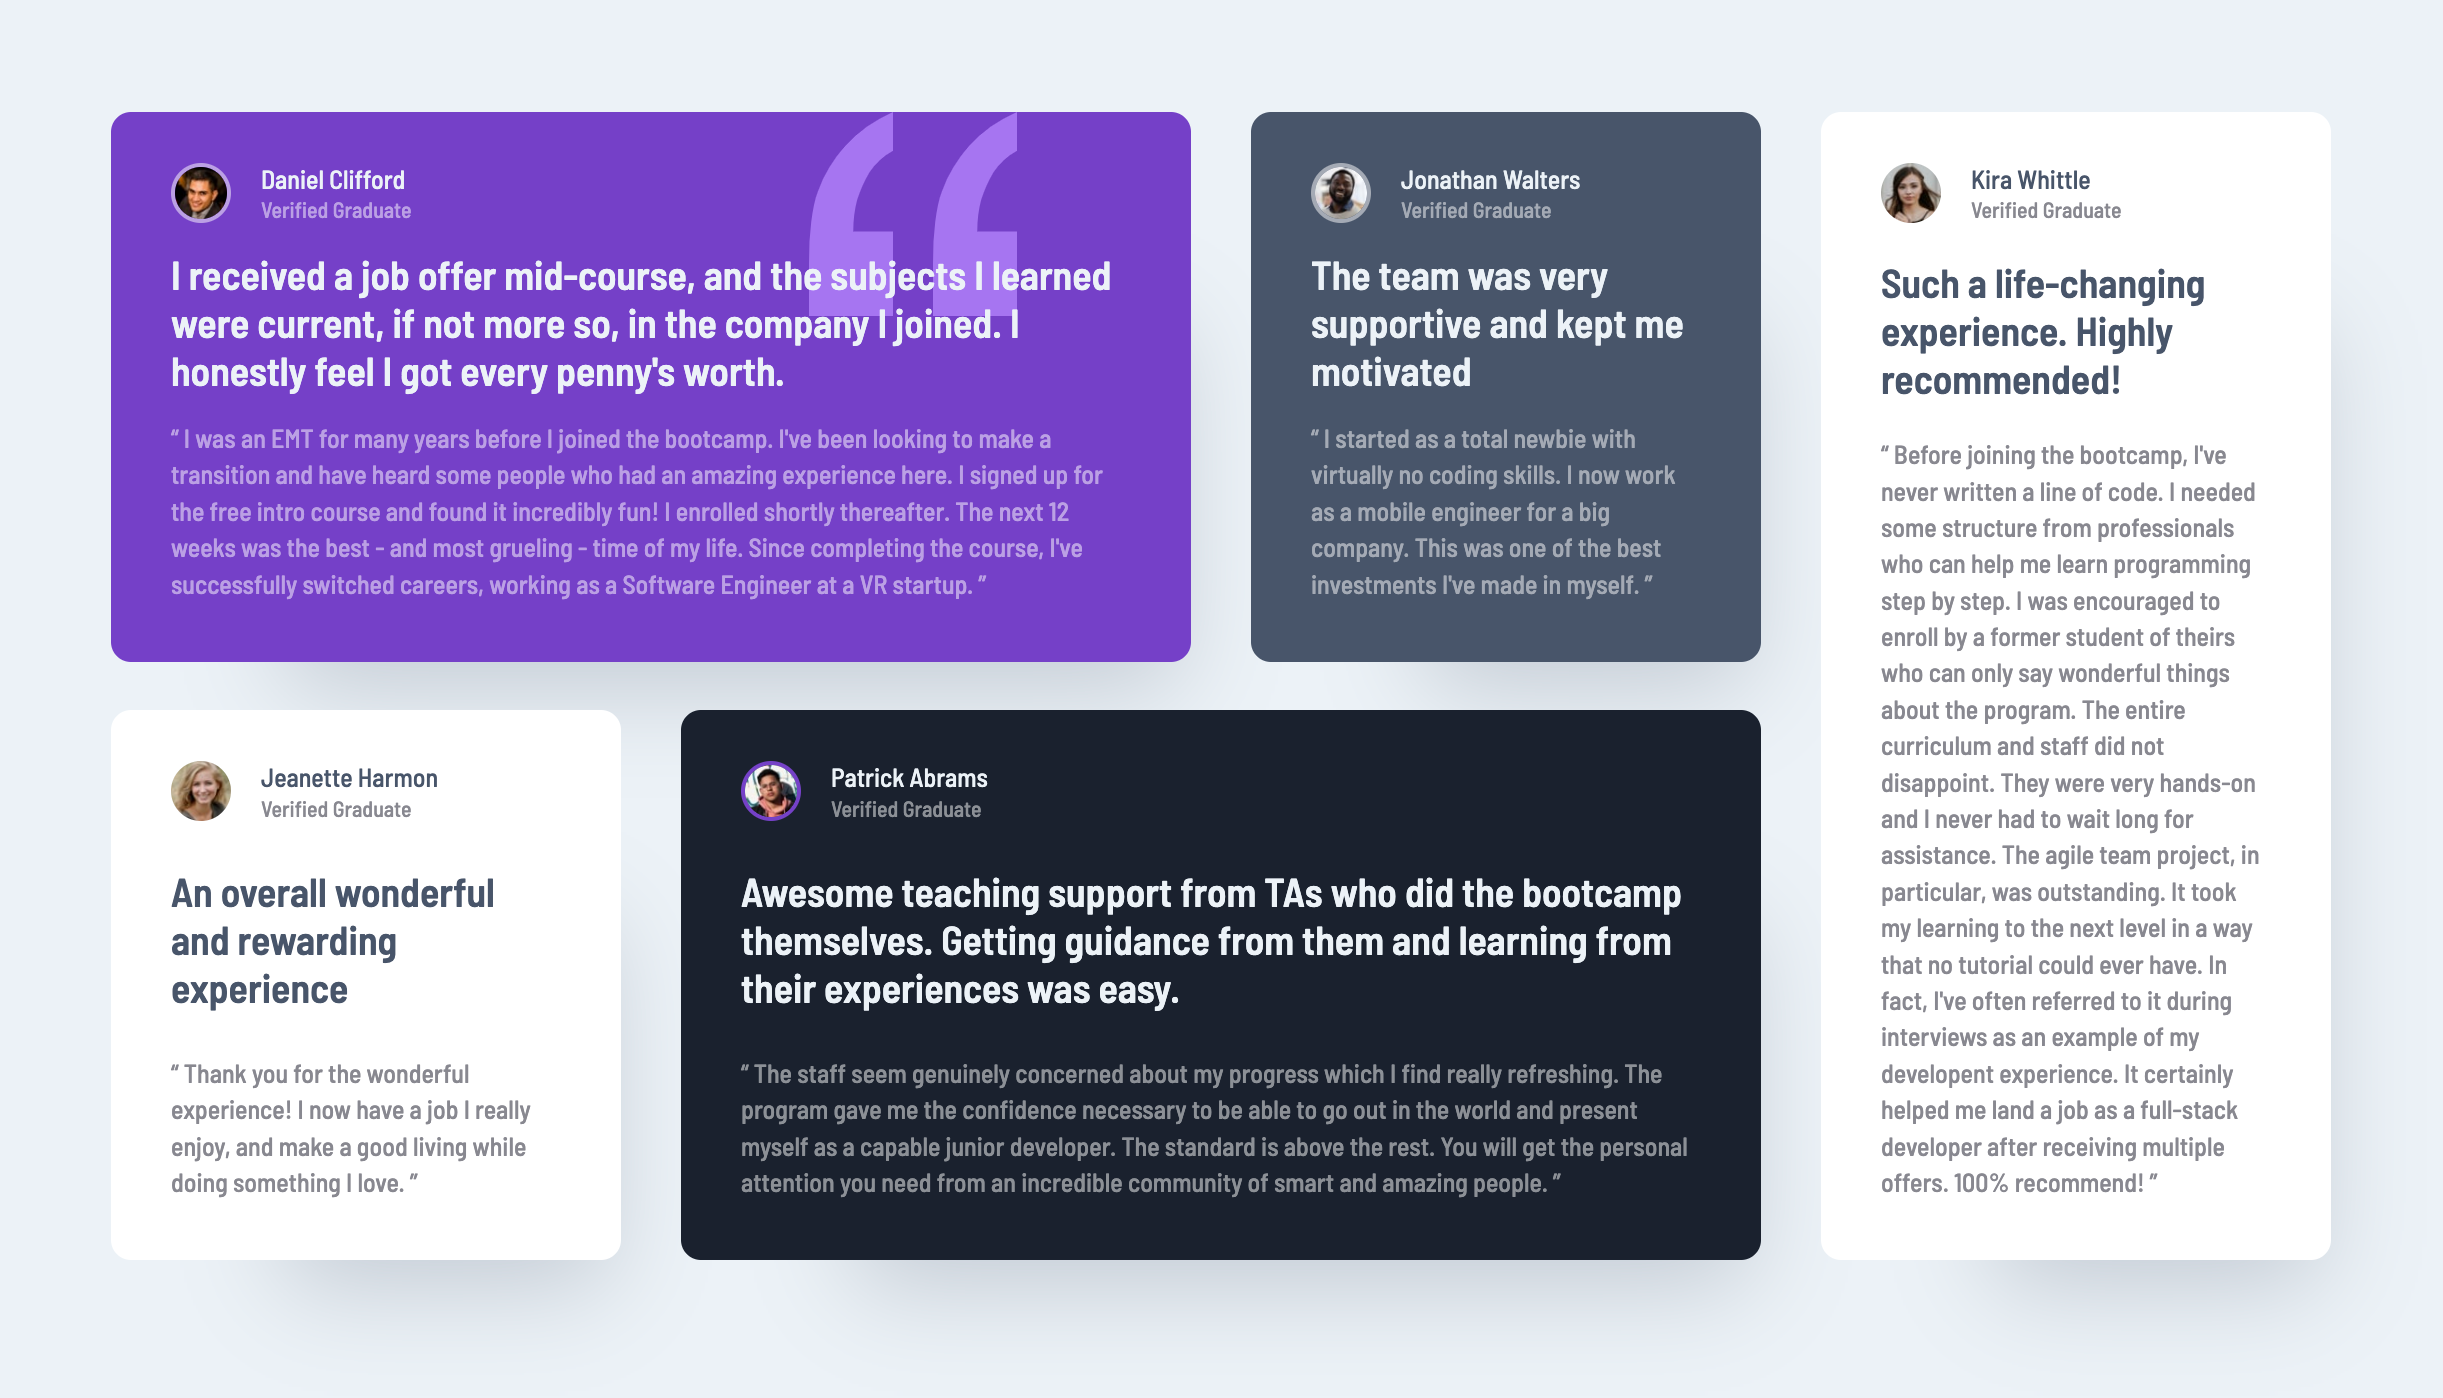 Daniel Clifford
Verified Graduate
I received a job offer mid-course, and the subjects I learned
were current, if not more so, in the company I joined. I
honestly feel I got every penny's worth.
“ I was an EMT for many years before I joined the bootcamp. I've been looking to make a
transition and have heard some people who had an amazing experience here. I signed up for
the free intro course and found it incredibly fun! I enrolled shortly thereafter. The next 12
weeks was the best - and most grueling - time of my life. Since completing the course, I've
successfully switched careers, working as a Software Engineer at a VR startup. ”
Jonathan Walters
Verified Graduate
The team was very
supportive and kept me
motivated
“ I started as a total newbie with
virtually no coding skills. I now work
as a mobile engineer for a big
company. This was one of the best
investments I've made in myself. ”
Kira Whittle
Verified Graduate
Such a life-changing
experience. Highly
recommended!
“ Before joining the bootcamp, I've
never written a line of code. I needed
some structure from professionals
who can help me learn programming
step by step. I was encouraged to
enroll by a former student of theirs
who can only say wonderful things
about the program. The entire
curriculum and staff did not
disappoint. They were very hands-on
and I never had to wait long for
assistance. The agile team project, in
particular, was outstanding. It took
my learning to the next level in a way
that no tutorial could ever have. In
fact, I've often referred to it during
interviews as an example of my
developent experience. It certainly
helped me land a job as a full-stack
developer after receiving multiple
offers. 100% recommend! ”
Jeanette Harmon
Verified Graduate
An overall wonderful
and rewarding
experience
“ Thank you for the wonderful
experience! I now have a job I really
enjoy, and make a good living while
doing something I love. ”
Patrick Abrams
Verified Graduate
Awesome teaching support from TAs who did the bootcamp
themselves. Getting guidance from them and learning from
their experiences was easy.
“ The staff seem genuinely concerned about my progress which I find really refreshing. The
program gave me the confidence necessary to be able to go out in the world and present
myself as a capable junior developer. The standard is above the rest. You will get the personal
attention you need from an incredible community of smart and amazing people. ”